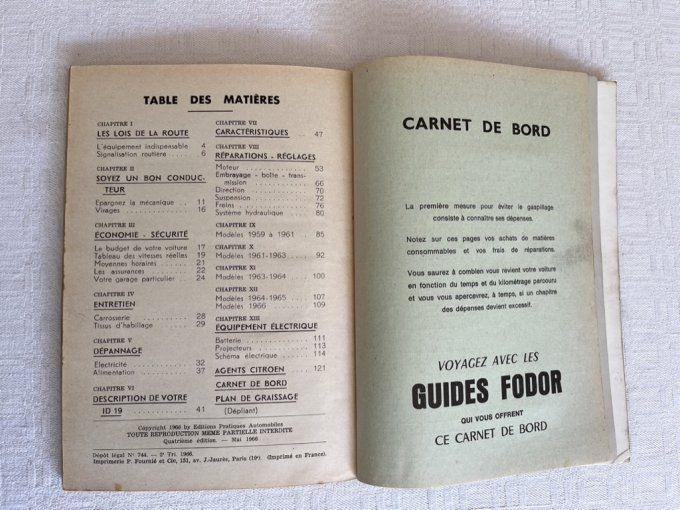 TABLE DES MATIÈRES
CHAPITRE I
LES LOIS DE LA ROUTE
L'équipement indispensable 4
Signalisation routière .... 6
CHAPITRE II
SOYEZ UN BON CONDUC-
TEUR
Epargnez la mécanique .. 11
Virages ............ 16
CHAPITRE III
ÉCONOMIE - SÉCURITÉ
Le budget de votre voiture 17
Tableau des vitesses réelles 19
Moyennes horaires ..... 21
Les assurances ....... 22
Votre garage particulier .. 24
CHAPITRE IV
ENTRETIEN
Carrosserie .......... 28
Tissus d'habillage ...... 29
CHAPITRE V
DÉPANNAGE
Electricité ........... 32
Alimentation ......... 37
CHAPITRE VI
DESCRIPTION DE VOTRE
ID 19 ............ 41
CHAPITRE VII
CARACTÉRISTIQUES .. 47
CHAPITRE VIII
RÉPARATIONS - RÉGLAGES
Moteur ............ 53
Embrayage - boîte - trans-
mission ........... 66
Direction ........... 70
Suspension .......... 72
Freins ............. 76
Système hydraulique .... 80
CHAPITRE IX
Modèles 1959 à 1961 .. 85
CHAPITRE X
Modèles 1961-1963 .... 92
CHAPITRE XI
Modèles 1963-1964 .... 100
CHAPITRE XII
Modèles 1964-1965 .... 107
Modèles 1966 ........ 109
CHAPITRE XIII
ÉQUIPEMENT ÉLECTRIQUE
Batterie ............ 111
Projecteurs .......... 113
Schéma électrique ...... 114
AGENTS CITROEN .... 121
CARNET DE BORD
PLAN DE GRAISSAGE
(Dépliant)
Copyright 1966 by Editions Pratiques Automobiles
TOUTE REPRODUCTION MEME PARTIELLE INTERDITE
Quatrième édition. — Mai 1966
Dépôt légal N° 744. — 2e Tri. 1966.
Imprimerie P. Fournié et Cie, 151, av. J.-Jaurès, Paris (19e). (Imprimé en France).
CARNET DE BORD
La première mesure pour éviter le gaspillage
consiste à connaître ses dépenses.
Notez sur ces pages vos achats de matières
consommables et vos frais de réparations.
Vous saurez à combien vous revient votre voiture
en fonction du temps et du kilométrage parcouru
et vous vous apercevrez, à temps, si un chapitre
des dépenses devient excessif.
VOYAGEZ AVEC LES
GUIDES FODOR
QUI VOUS OFFRENT
CE CARNET DE BORD